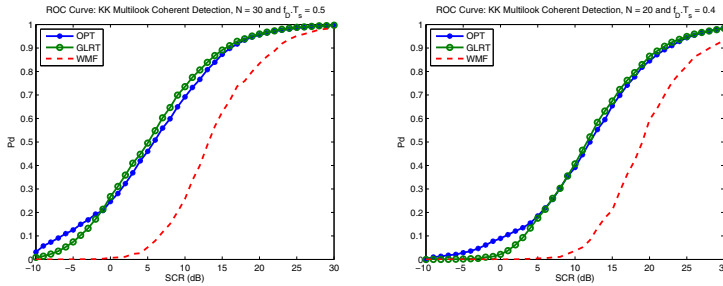 ROC Curve: KK Multilook Coherent Detection, N = 30 and f_D.T_s = 0.5
1
0.9
0.8
0.7
0.6
0.5
0.4
0.3
0.2
0.1
0
Pd
OPT
GLRT
WMF
−10 −5 0 5 10 15 20 25 30
SCR (dB)
ROC Curve: KK Multilook Coherent Detection, N = 20 and f_D.T_s = 0.4
1
0.9
0.8
0.7
0.6
0.5
0.4
0.3
0.2
0.1
0
Pd
OPT
GLRT
WMF
−10 −5 0 5 10 15 20 25 30
SCR (dB)